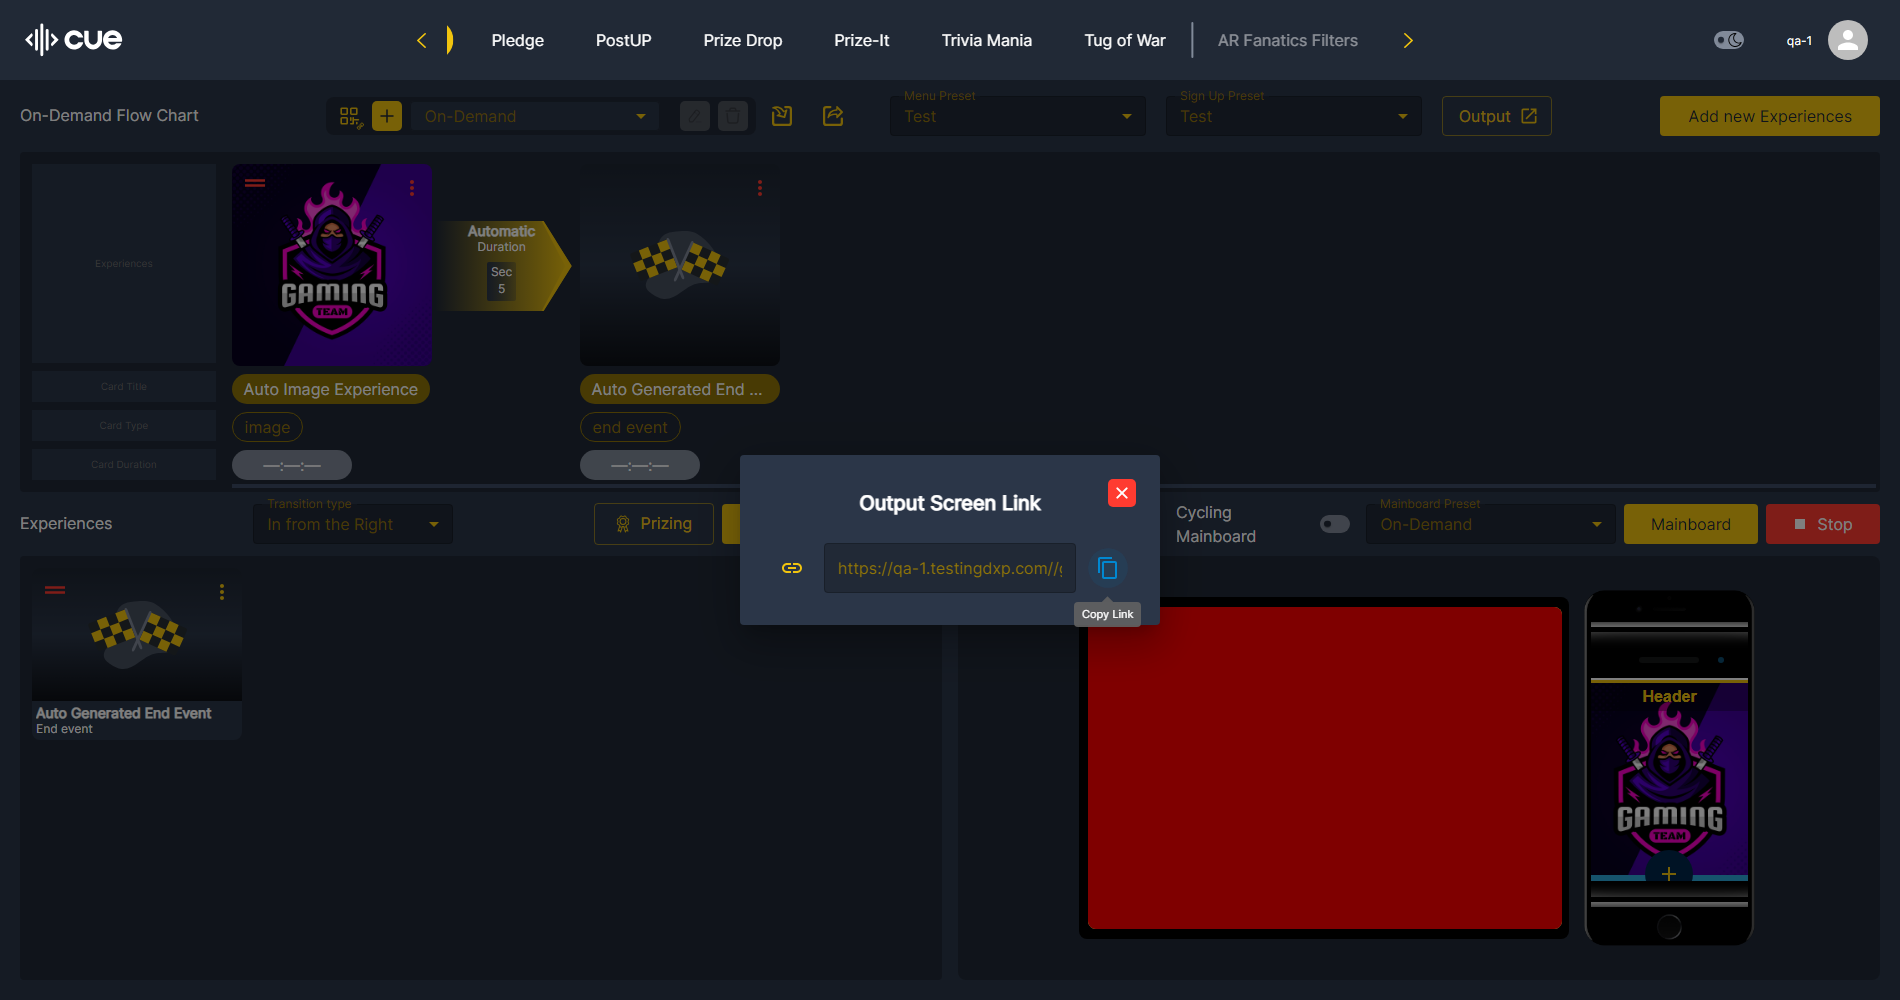 cue
Pledge
PostUP
Prize Drop
Prize-It
Trivia Mania
Tug of War
AR Fanatics Filters
qa-1
On-Demand Flow Chart
On-Demand
Menu Preset
Test
Sign Up Preset
Test
Output
Add new Experiences
Experiences
Card Title
Card Type
Card Duration
GAMING
TEAM
Automatic
Duration
Sec
5
Auto Image Experience
Auto Generated End ...
image
end event
—:—:—
—:—:—
Output Screen Link
https://qa-1.testingdxp.com//g
Copy Link
Experiences
Transition type
In from the Right
Prizing
Cycling
Mainboard
Mainboard Preset
On-Demand
Mainboard
Stop
Auto Generated End Event
End event
Header
GAMING
TEAM